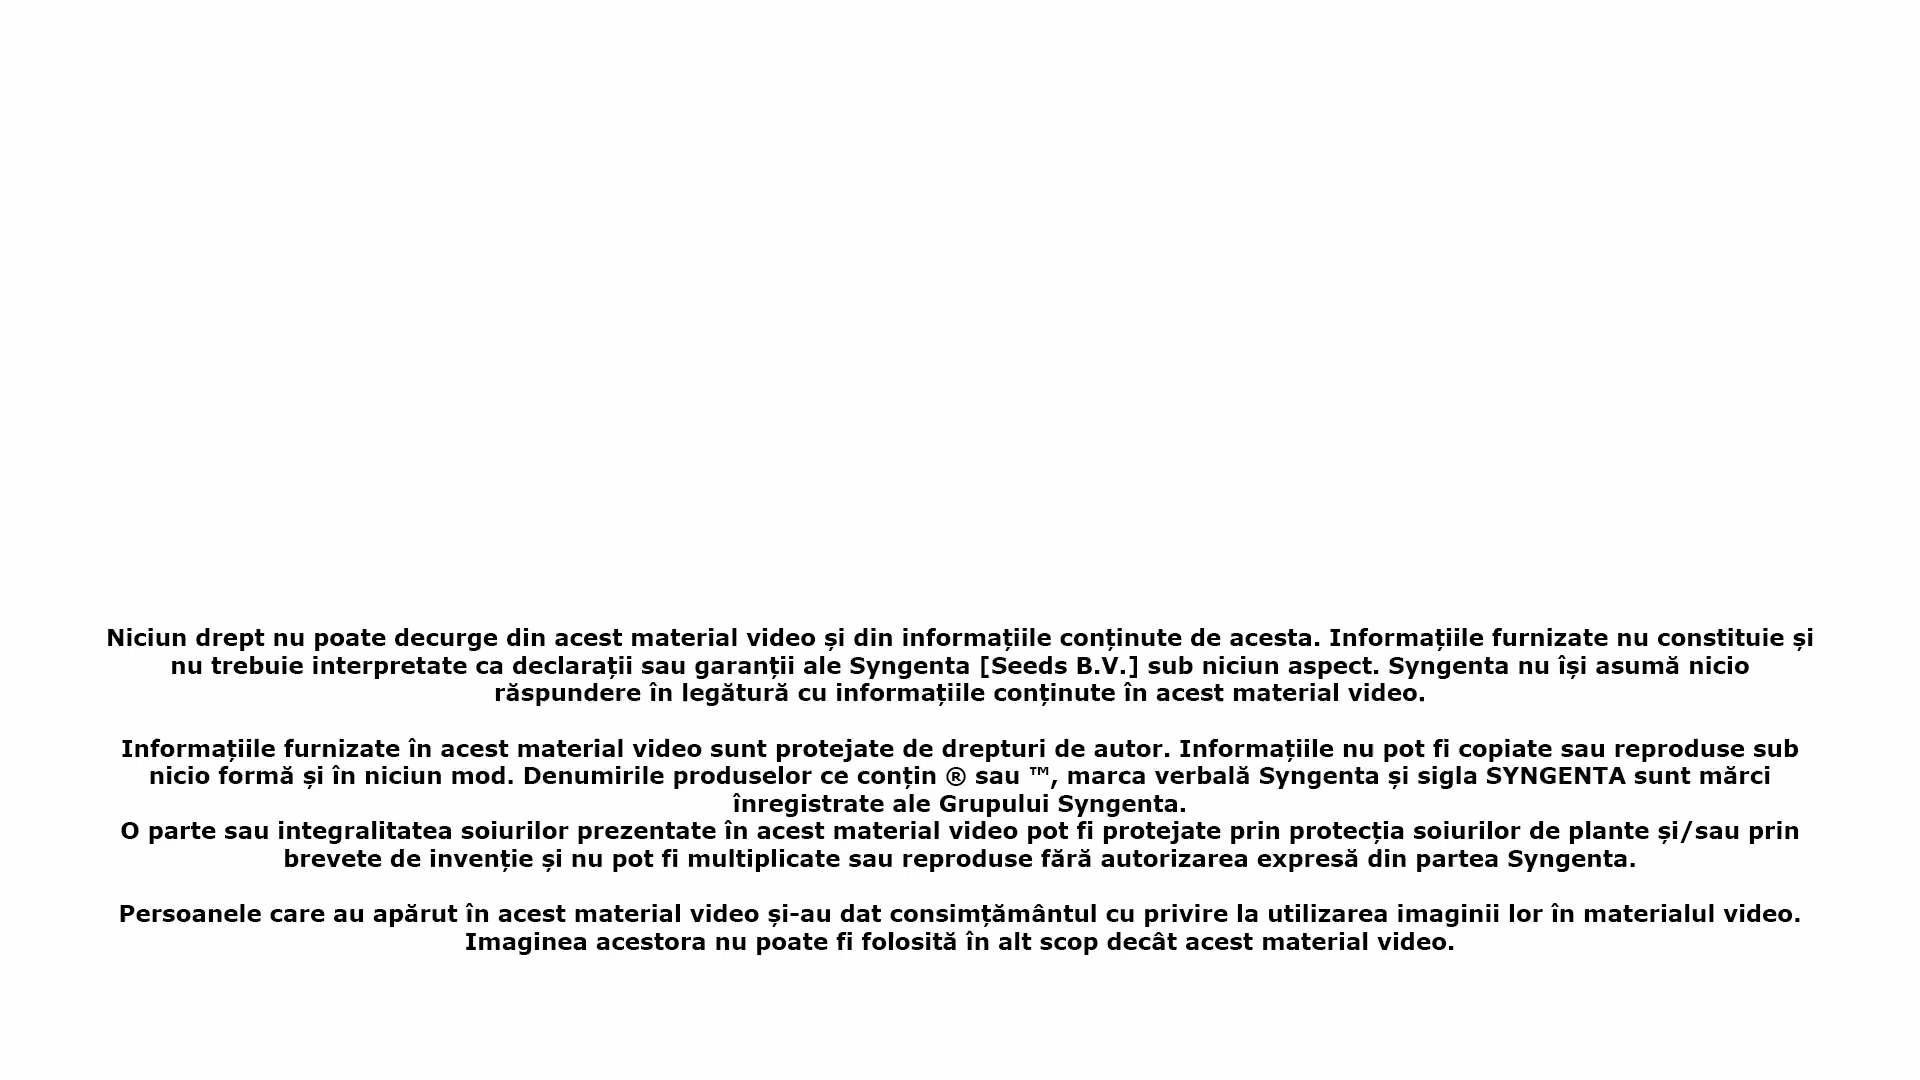 Niciun drept nu poate decurge din acest material video și din informațiile conținute de acesta. Informațiile furnizate nu constituie și
nu trebuie interpretate ca declarații sau garanții ale Syngenta [Seeds B.V.] sub niciun aspect. Syngenta nu își asumă nicio
răspundere în legătură cu informațiile conținute în acest material video.
Informațiile furnizate în acest material video sunt protejate de drepturi de autor. Informațiile nu pot fi copiate sau reproduse sub
nicio formă și în niciun mod. Denumirile produselor ce conțin ® sau ™, marca verbală Syngenta și sigla SYNGENTA sunt mărci
înregistrate ale Grupului Syngenta.
O parte sau integralitatea soiurilor prezentate în acest material video pot fi protejate prin protecția soiurilor de plante și/sau prin
brevete de invenție și nu pot fi multiplicate sau reproduse fără autorizarea expresă din partea Syngenta.
Persoanele care au apărut în acest material video și-au dat consimțământul cu privire la utilizarea imaginii lor în materialul video.
Imaginea acestora nu poate fi folosită în alt scop decât acest material video.